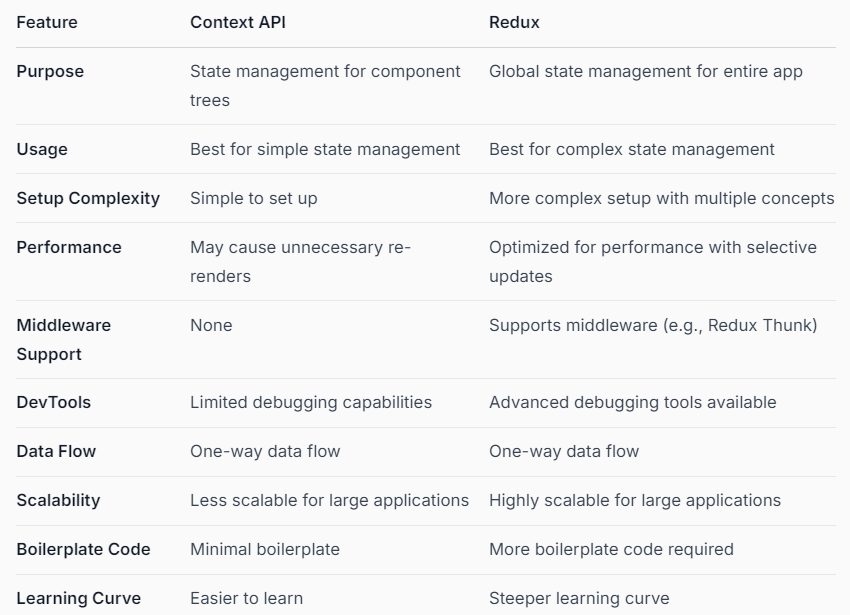 Feature Context API Redux
Purpose State management for component Global state management for entire app
trees
Usage Best for simple state management Best for complex state management
Setup Complexity Simple to set up More complex setup with multiple concepts
Performance May cause unnecessary re- Optimized for performance with selective
renders updates
Middleware None Supports middleware (e.g., Redux Thunk)
Support
DevTools Limited debugging capabilities Advanced debugging tools available
Data Flow One-way data flow One-way data flow
Scalability Less scalable for large applications Highly scalable for large applications
Boilerplate Code Minimal boilerplate More boilerplate code required
Learning Curve Easier to learn Steeper learning curve